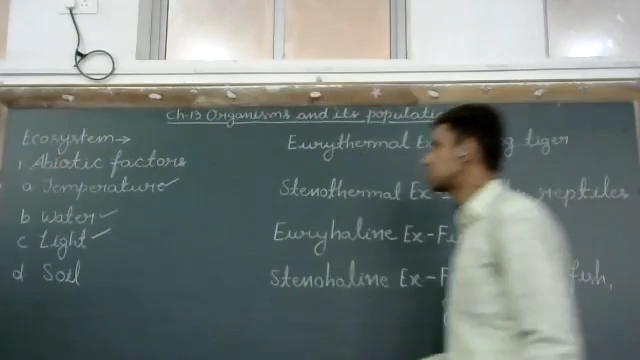 Ch-13 Organisms and its populati
Ecosystem→
1 Abiotic factors
a Temperature ✓
b Water ✓
c Light ✓
d Soil
Eurythermal Ex g tiger
Stenothermal Ex- reptiles
Euryhaline Ex-Fi
Stenohaline Ex-F fish,